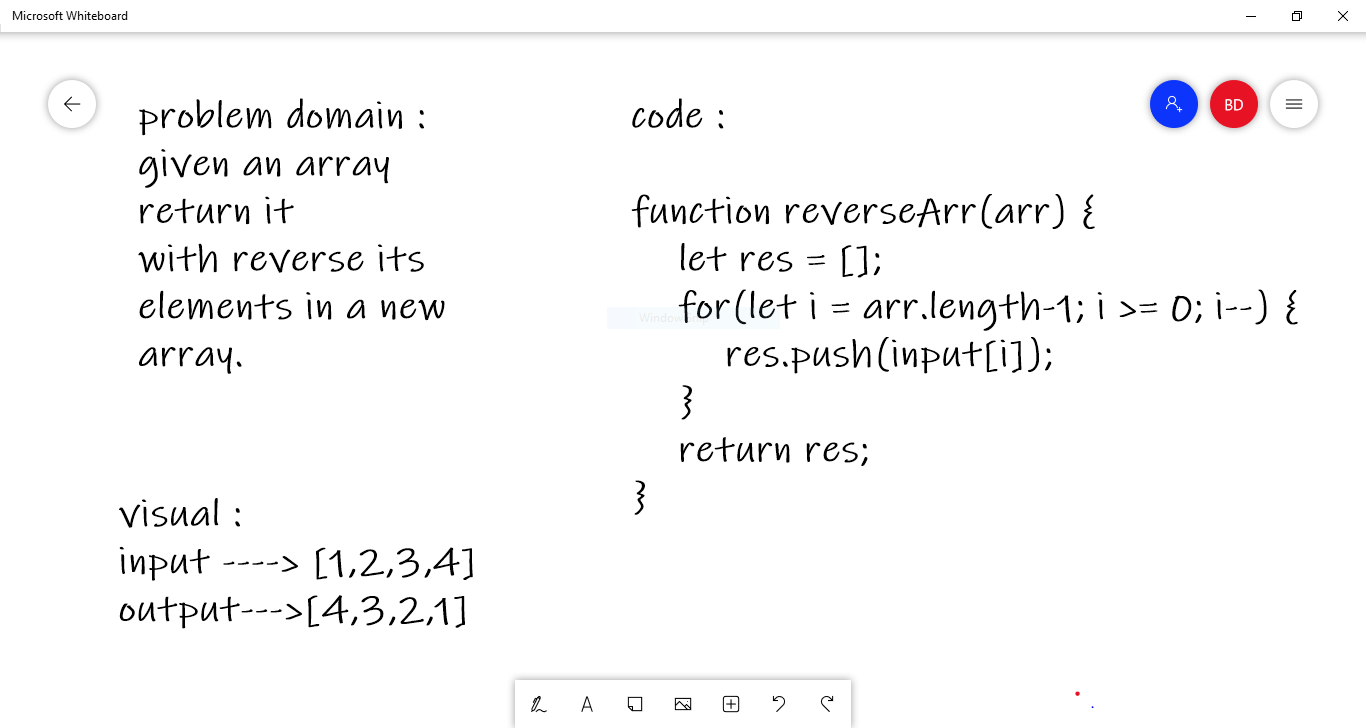 Microsoft Whiteboard
BD
problem domain :
given an array
return it
with reverse its
elements in a new
array.
visual :
input ----> [1,2,3,4]
output--->[4,3,2,1]
code :
function reverseArr(arr) {
let res = [];
for(let i = arr.length-1; i >= 0; i--) {
res.push(input[i]);
}
return res;
}